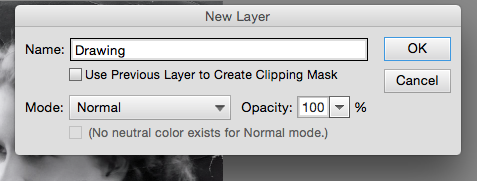 New Layer
Name: Drawing OK
Use Previous Layer to Create Clipping Mask
Cancel
Mode: Normal Opacity: 100 %
(No neutral color exists for Normal mode.)